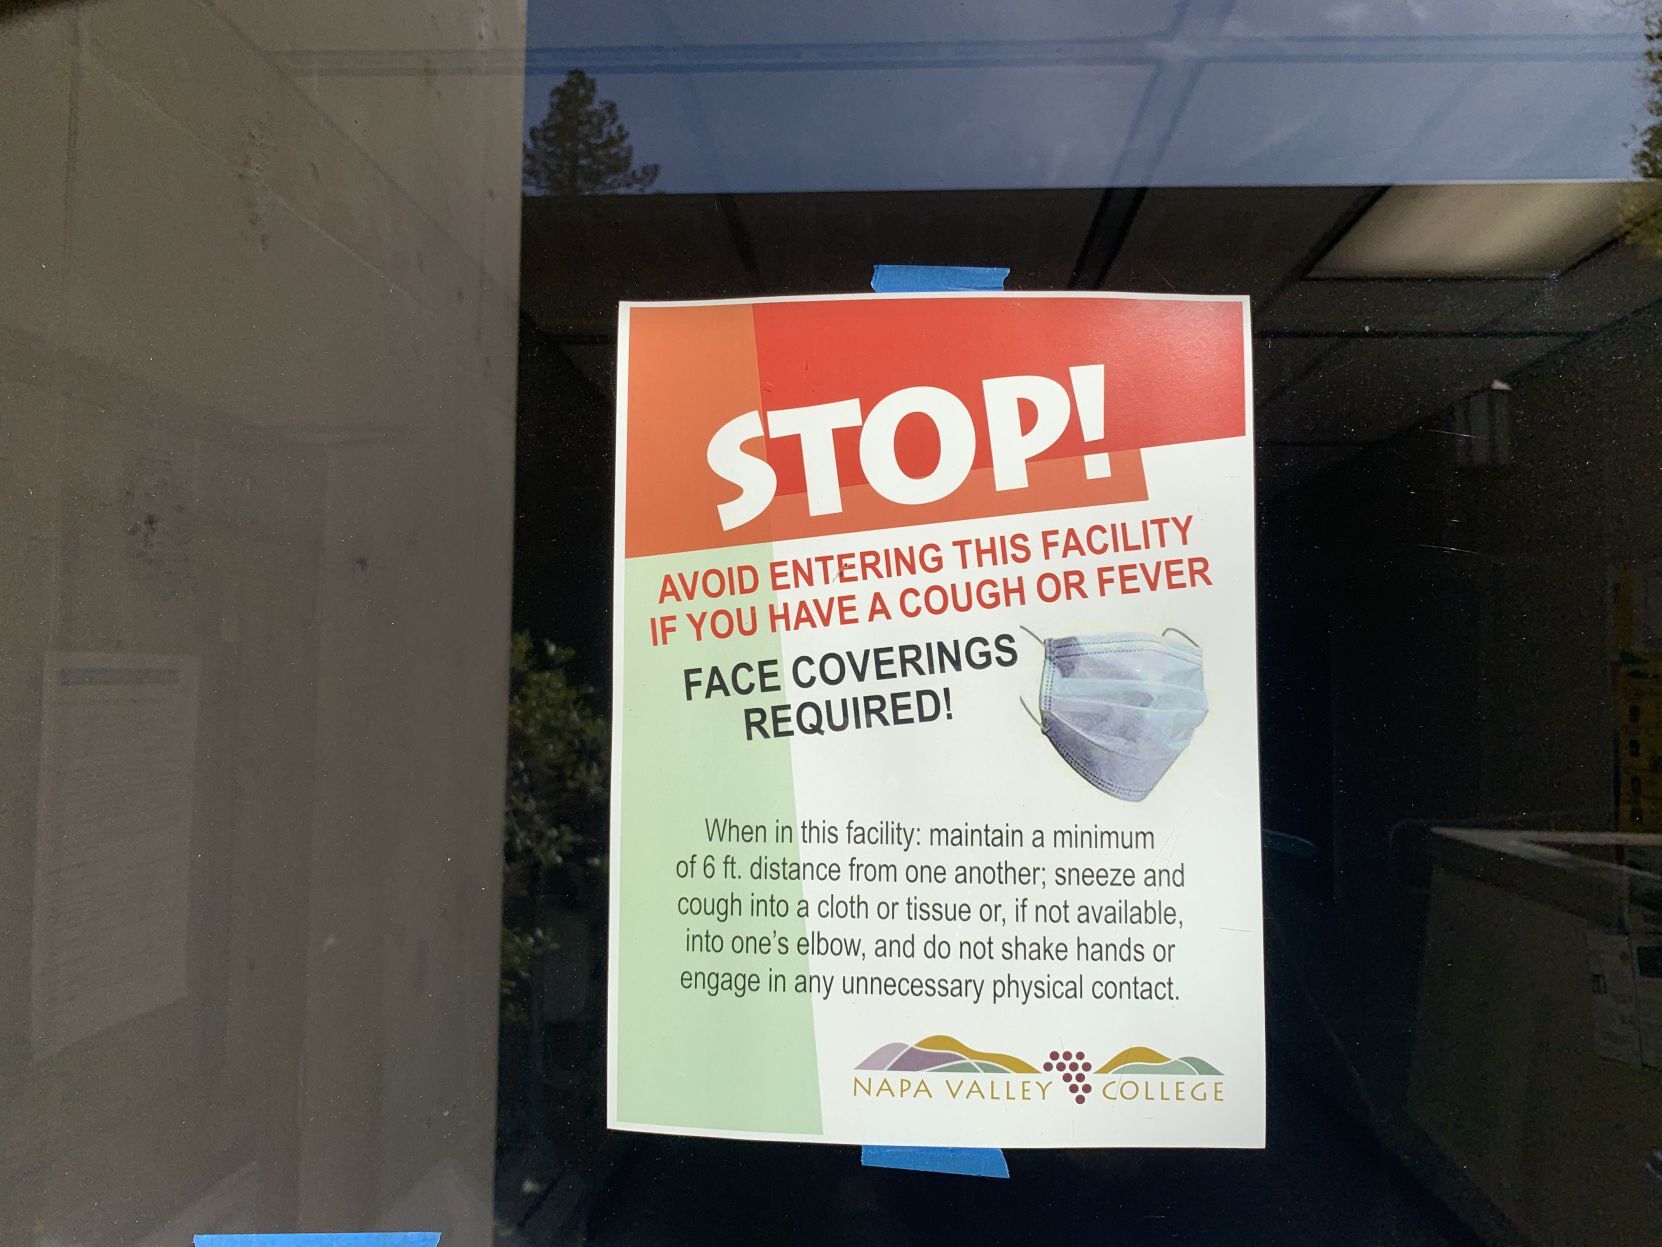 STOP!
AVOID ENTERING THIS FACILITY
IF YOU HAVE A COUGH OR FEVER
FACE COVERINGS
REQUIRED!
When in this facility: maintain a minimum
of 6 ft. distance from one another; sneeze and
cough into a cloth or tissue or, if not available,
into one's elbow, and do not shake hands or
engage in any unnecessary physical contact.
NAPA VALLEY COLLEGE